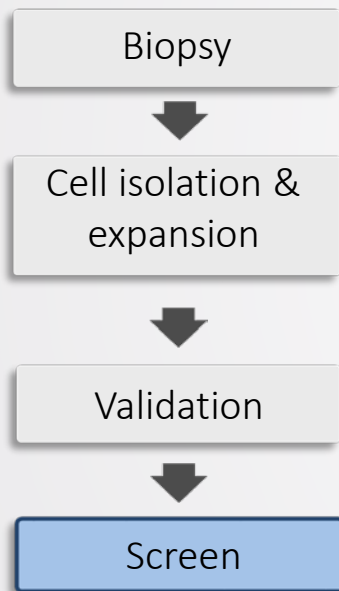 Biopsy
Cell isolation &
expansion
Validation
Screen